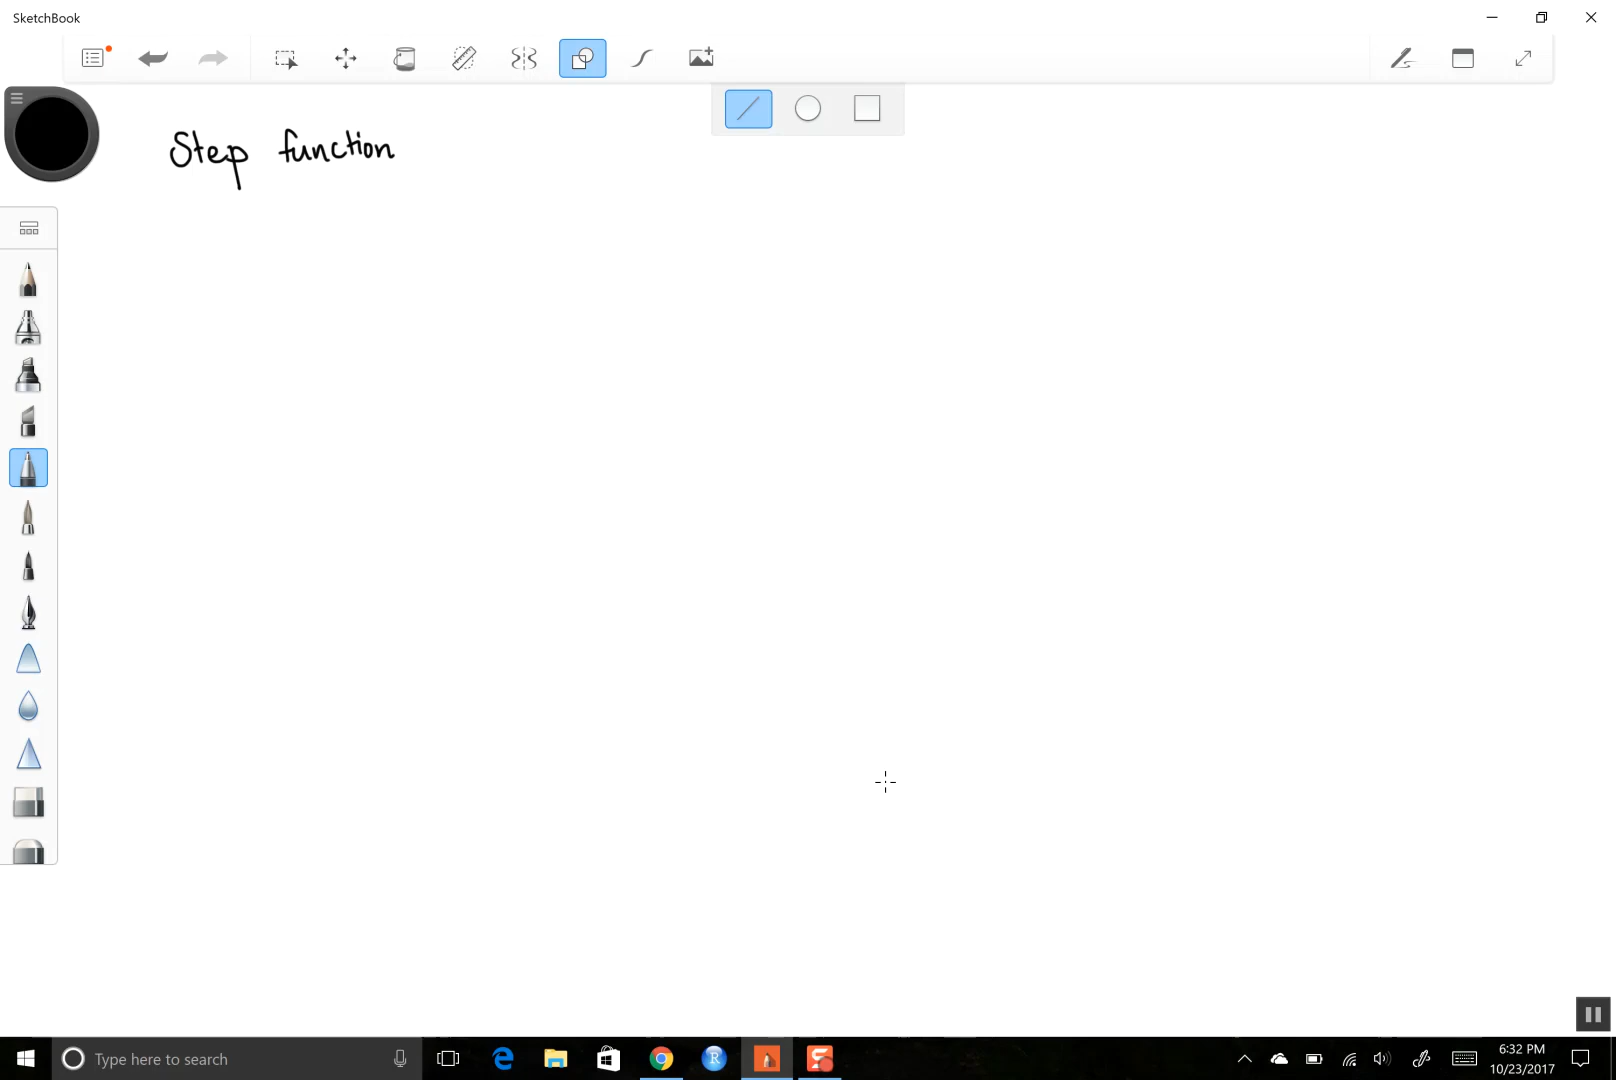 SketchBook
Step function
Type here to search
6:32 PM
10/23/2017